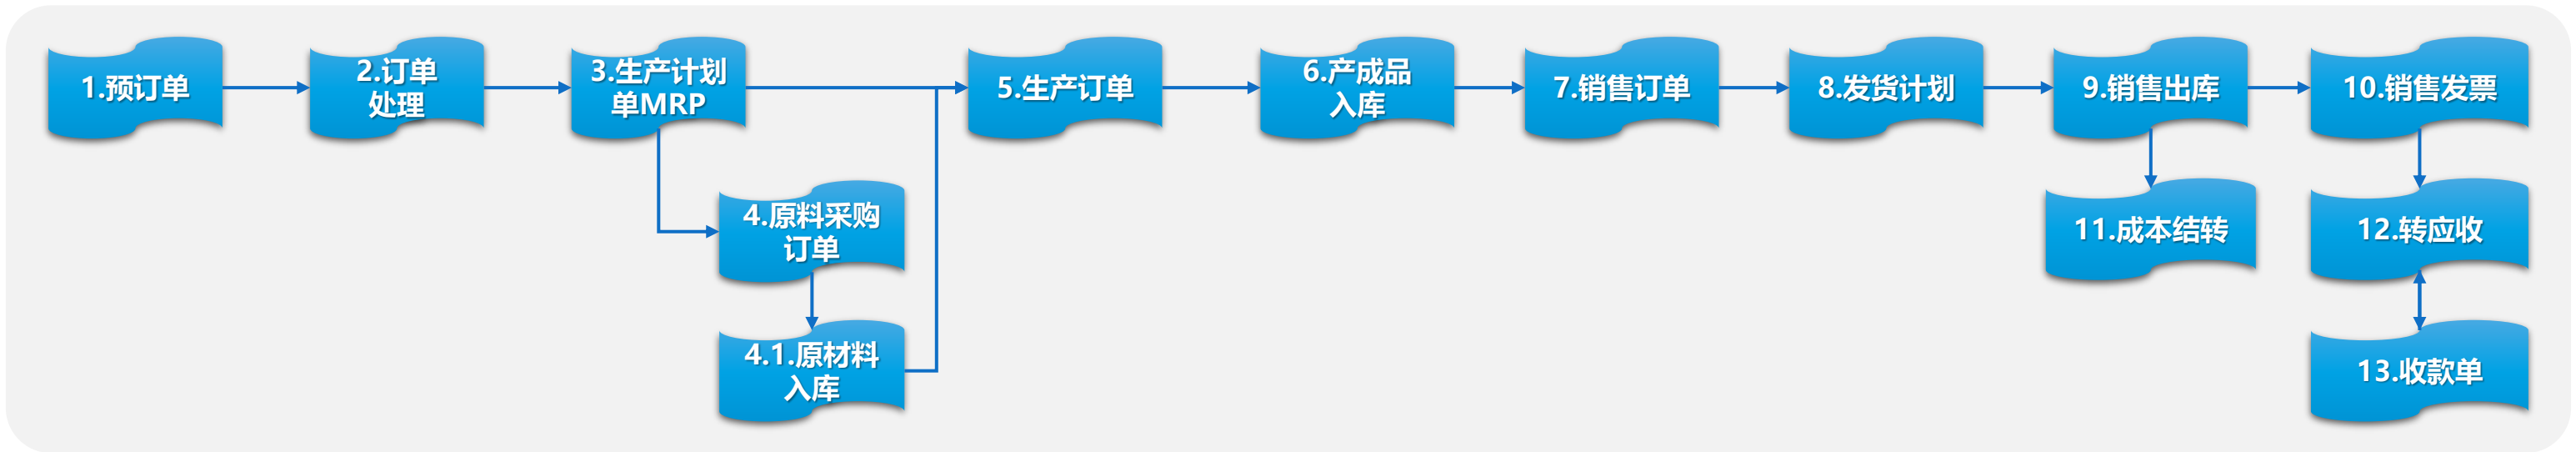 1.预订单
2.订单
处理
3.生产计划
单MRP
5.生产订单
6.产成品
入库
7.销售订单
8.发货计划
9.销售出库
10.销售发票
4.原料采购
订单
11.成本结转
12.转应收
4.1.原材料
入库
13.收款单